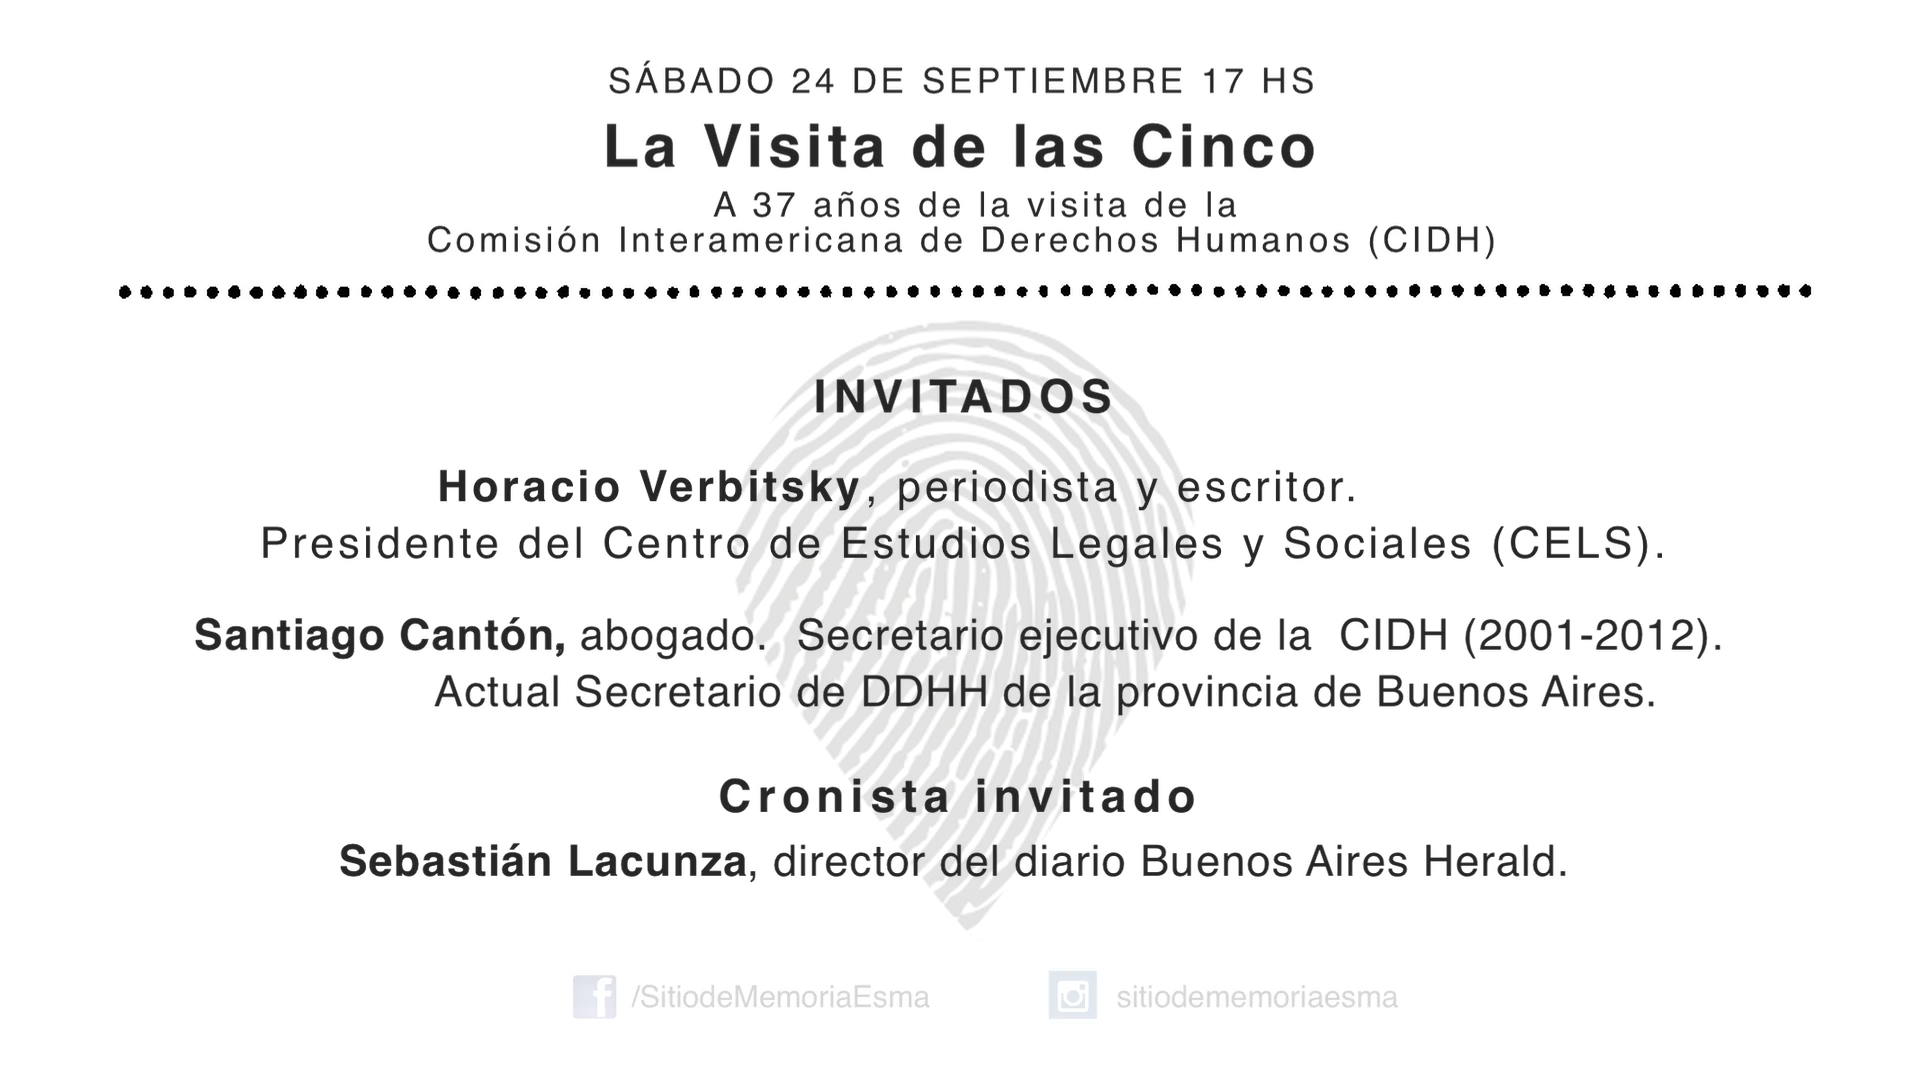 SÁBADO 24 DE SEPTIEMBRE 17 HS
La Visita de las Cinco
A 37 años de la visita de la
Comisión Interamericana de Derechos Humanos (CIDH)
INVITADOS
Horacio Verbitsky, periodista y escritor.
Presidente del Centro de Estudios Legales y Sociales (CELS).
Santiago Cantón, abogado. Secretario ejecutivo de la CIDH (2001-2012).
Actual Secretario de DDHH de la provincia de Buenos Aires.
Cronista invitado
Sebastián Lacunza, director del diario Buenos Aires Herald.
/SitiodeMemoriaEsma sitiodememoriaesma